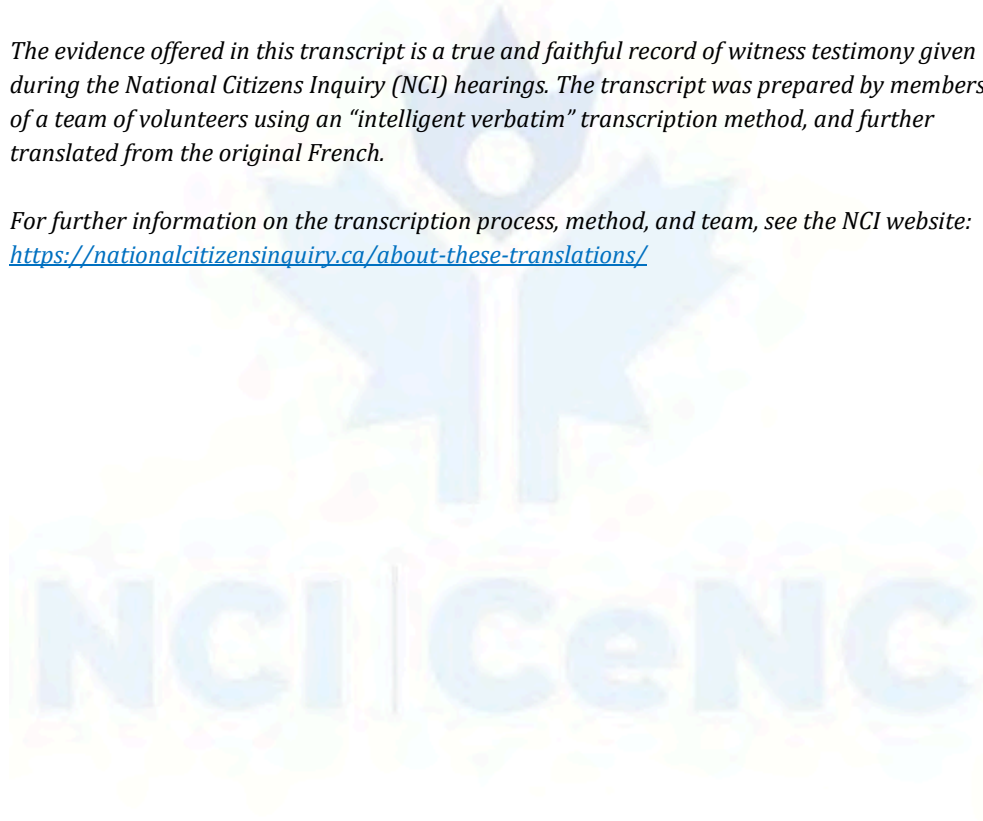 The evidence offered in this transcript is a true and faithful record of witness testimony given
during the National Citizens Inquiry (NCI) hearings. The transcript was prepared by members
of a team of volunteers using an “intelligent verbatim” transcription method, and further
translated from the original French.
For further information on the transcription process, method, and team, see the NCI website:
https://nationalcitizensinquiry.ca/about-these-translations/
NCI | CeNC